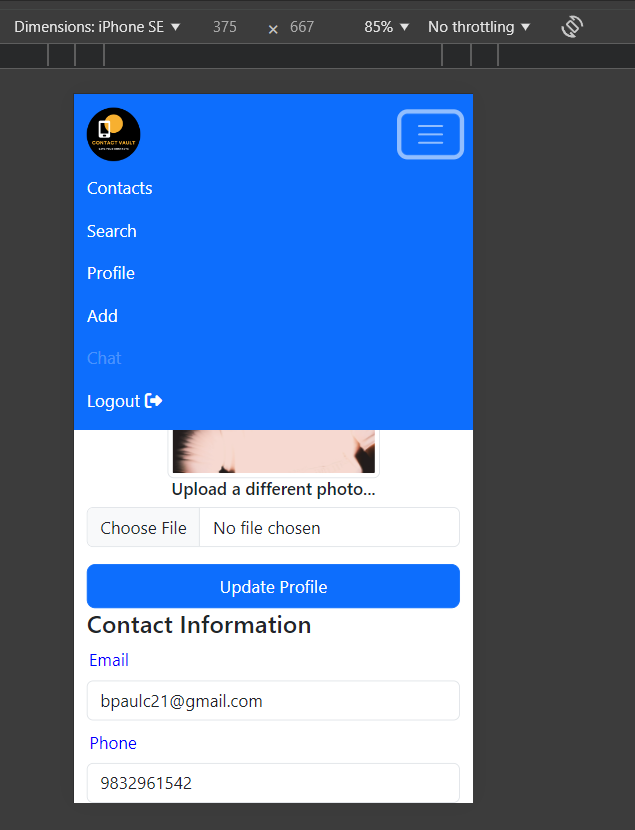 Dimensions: iPhone SE ▼ 375 × 667 85% ▼ No throttling ▼
CONTACT VAULT
Contacts
Search
Profile
Add
Chat
Logout
Upload a different photo...
Choose File No file chosen
Update Profile
Contact Information
Email
bpaulc21@gmail.com
Phone
9832961542